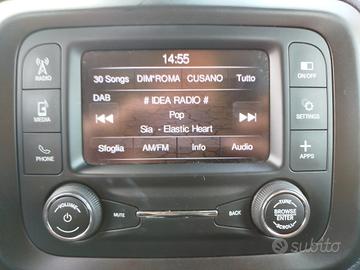 14:55
30 Songs DIM*ROMA CUSANO Tutto
DAB # IDEA RADIO #
Pop
Sia - Elastic Heart
Sfoglia AM/FM Info Audio
RADIO
MEDIA
PHONE
ON/OFF
SETTINGS
APPS
VOLUME
MUTE
BACK
TUNE
BROWSE
ENTER
SCROLL
subito